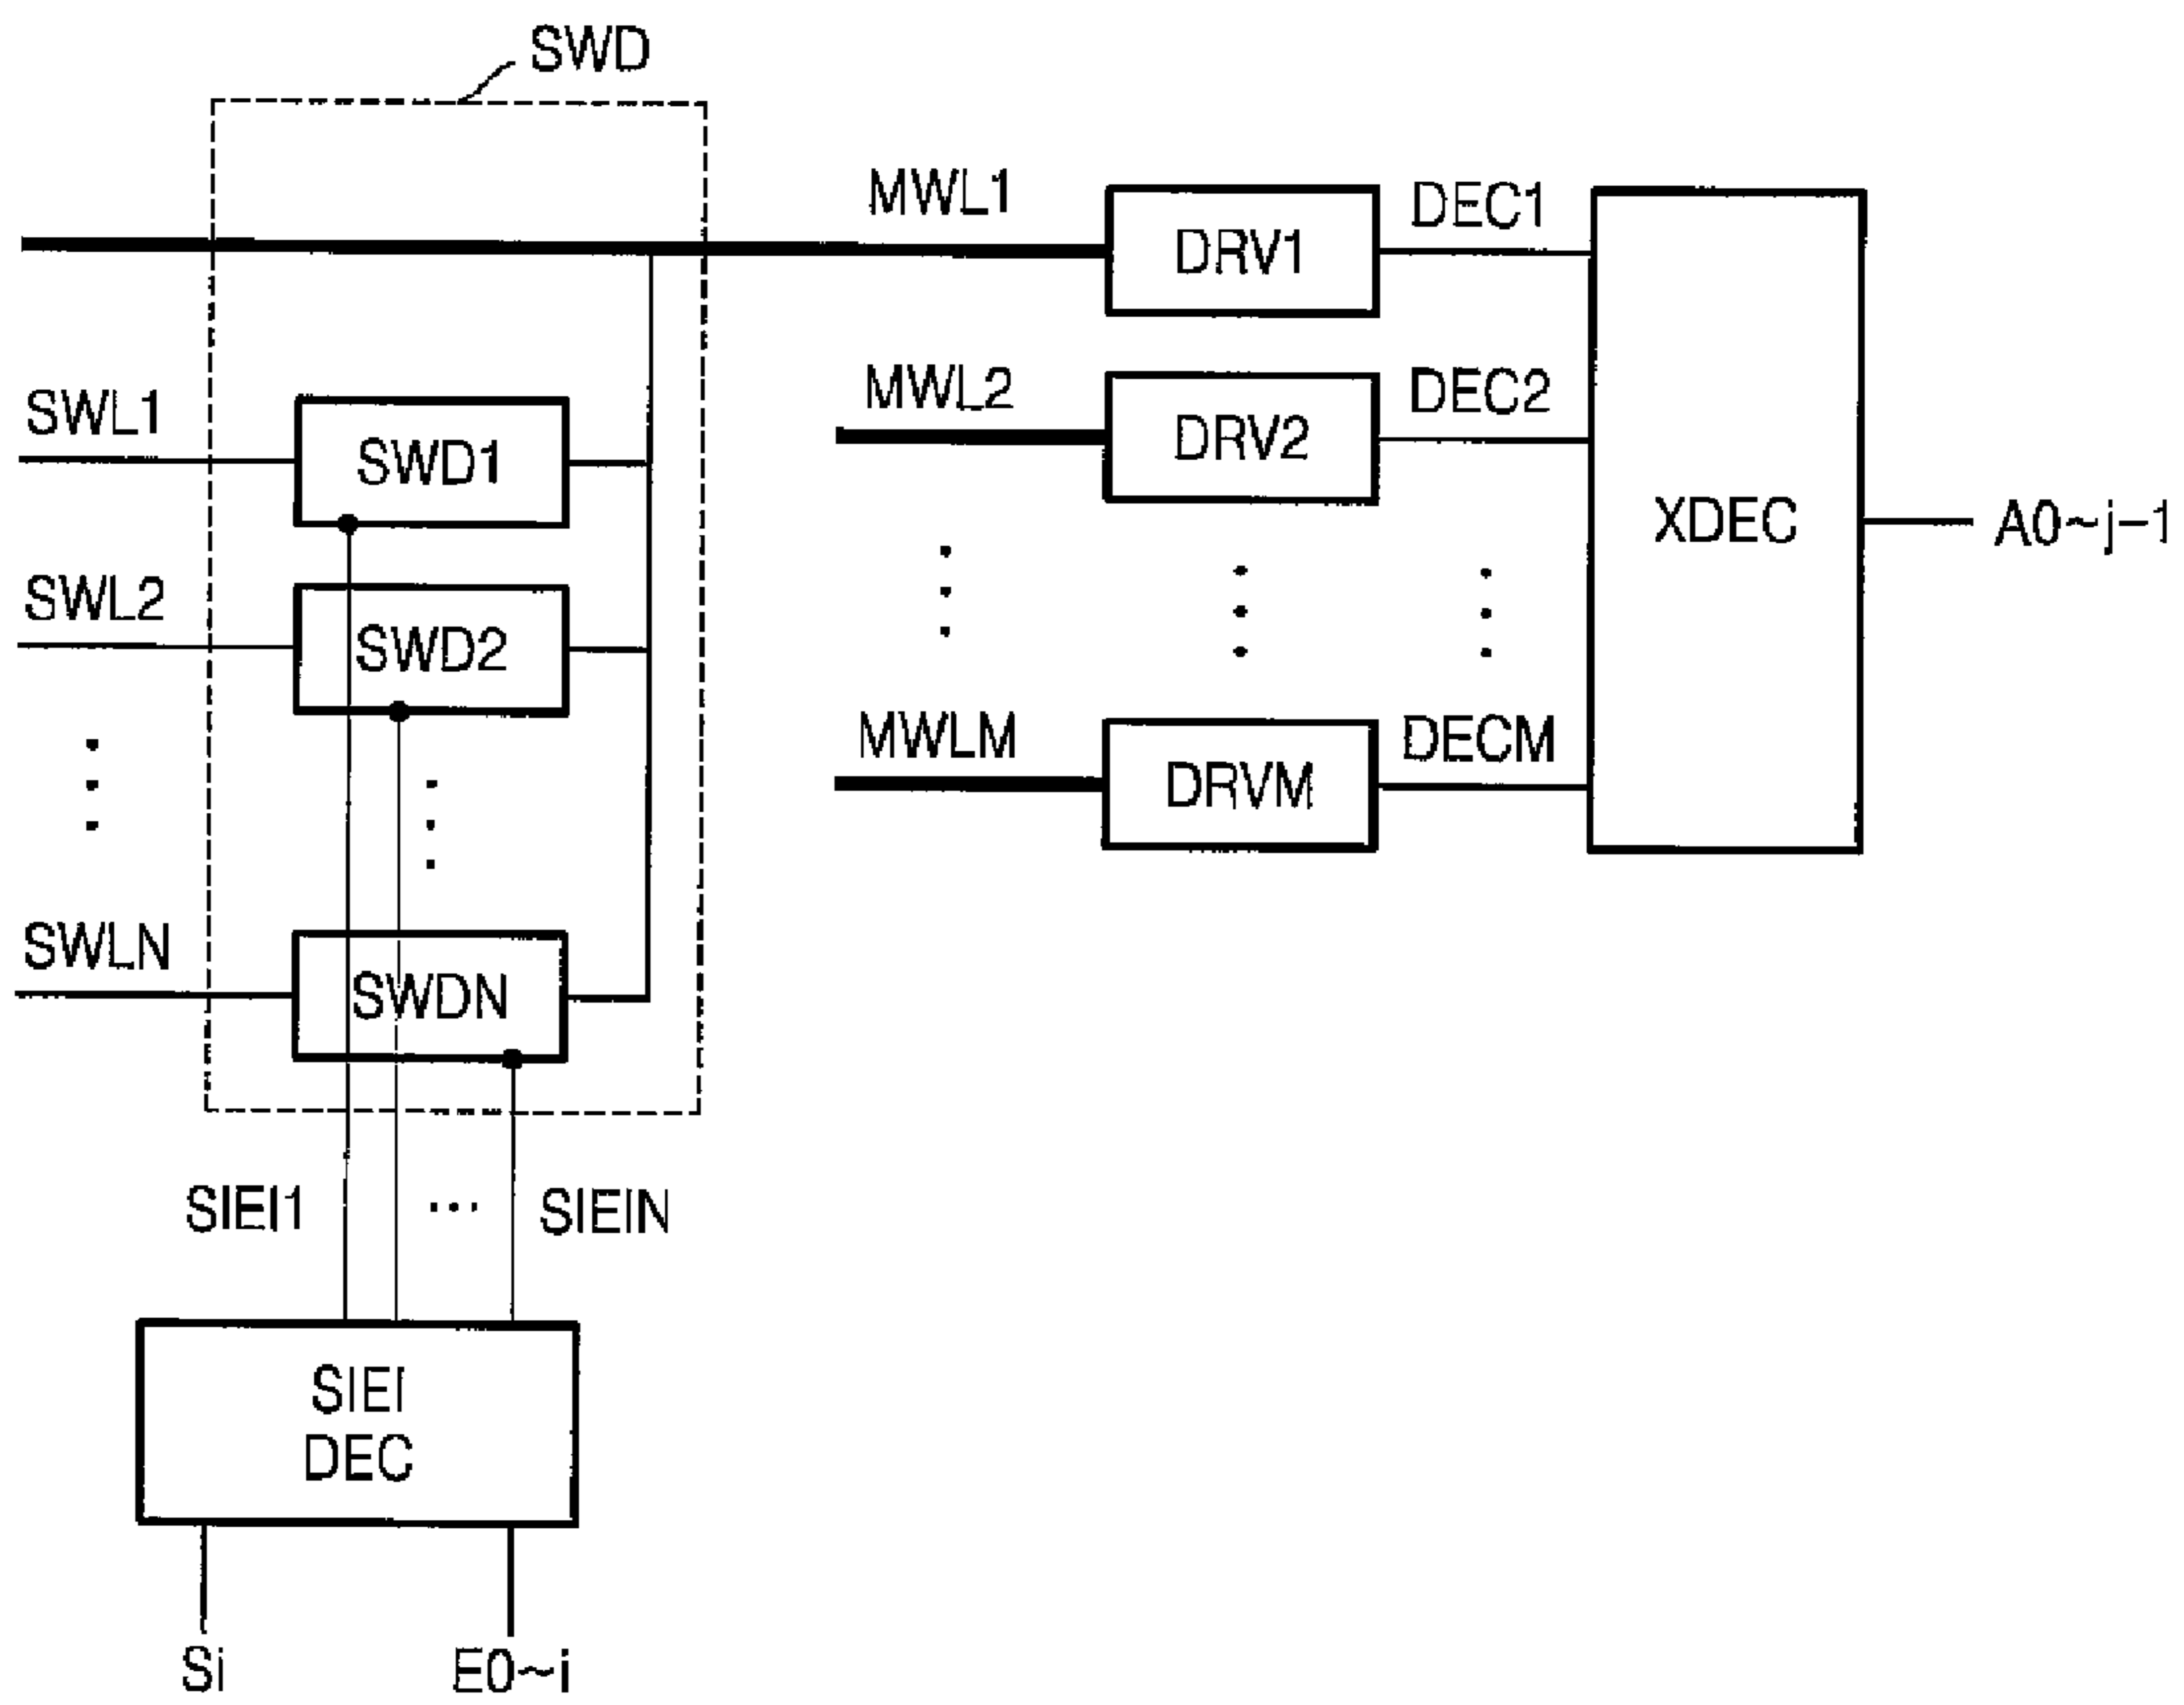 SWD
MWL1
DRV1
DEC1
MWL2
DRV2
DEC2
XDEC
A0~j-1
MWLM
DRVM
DECM
SWL1
SWD1
SWL2
SWD2
SWLN
SWDN
SIEI1
...
SIEIN
SIEI
DEC
Si
E0~i